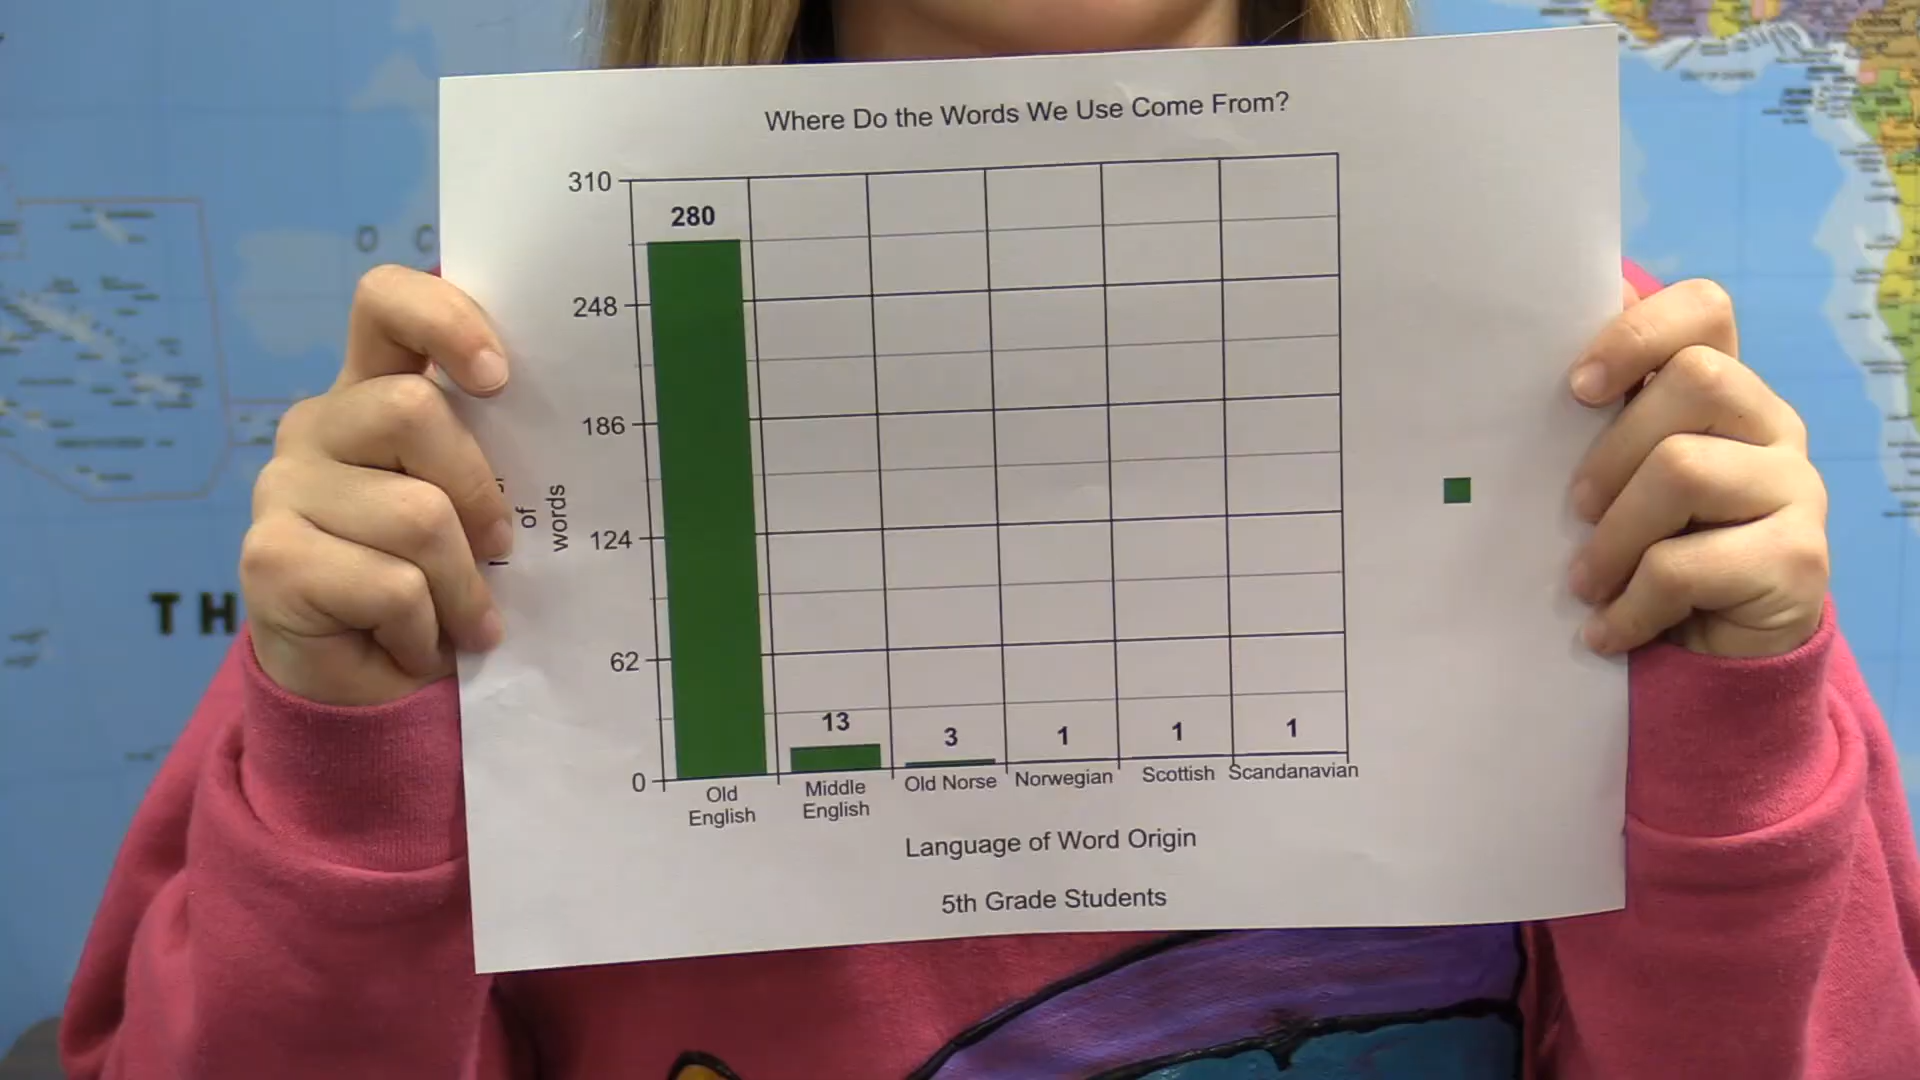 Where Do the Words We Use Come From?
310
280
248
186
124
62
0
of
words
13
3
1
1
1
Old
English
Middle
English
Old Norse
Norwegian
Scottish
Scandanavian
Language of Word Origin
5th Grade Students
O C
TH